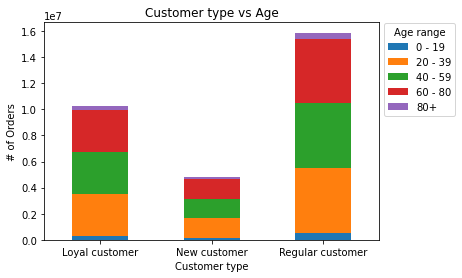 Customer type vs Age
1e7
# of Orders
1.6
1.4
1.2
1.0
0.8
0.6
0.4
0.2
0.0
Loyal customer
New customer
Regular customer
Customer type
Age range
0 - 19
20 - 39
40 - 59
60 - 80
80+